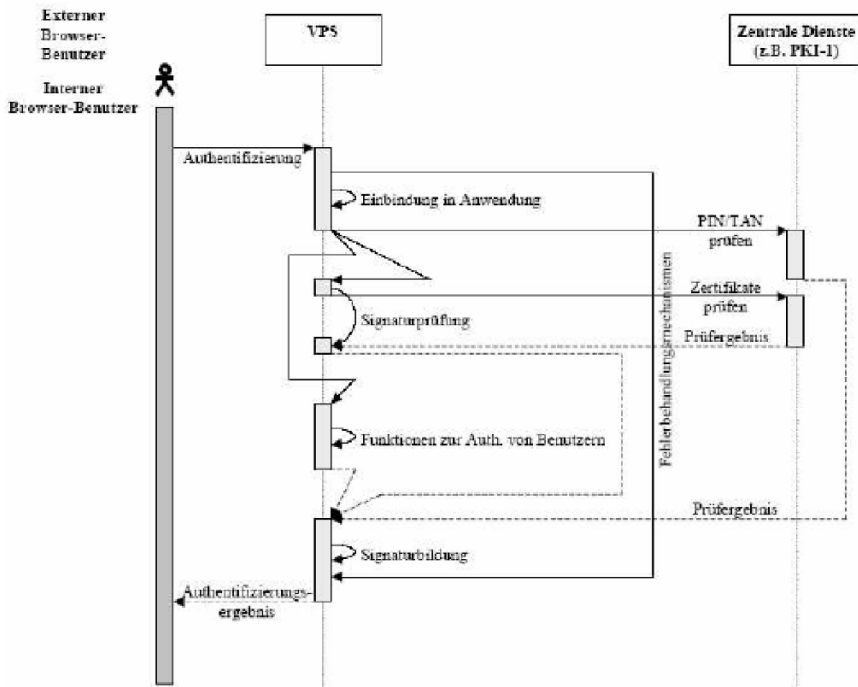 Externer
Browser-
Benutzer
Interner
Browser-Benutzer
VPS
Zentrale Dienste
(z.B. PKI-1)
Authentifizierung
Einbindung in Anwendung
PIN/TAN
prüfen
Zertifikate
prüfen
Signaturprüfung
Prüfergebnis
Fehlerbehandlungsmechanismen
Funktionen zur Auth. von Benutzern
Prüfergebnis
Signaturbildung
Authentifizierungs-
ergebnis